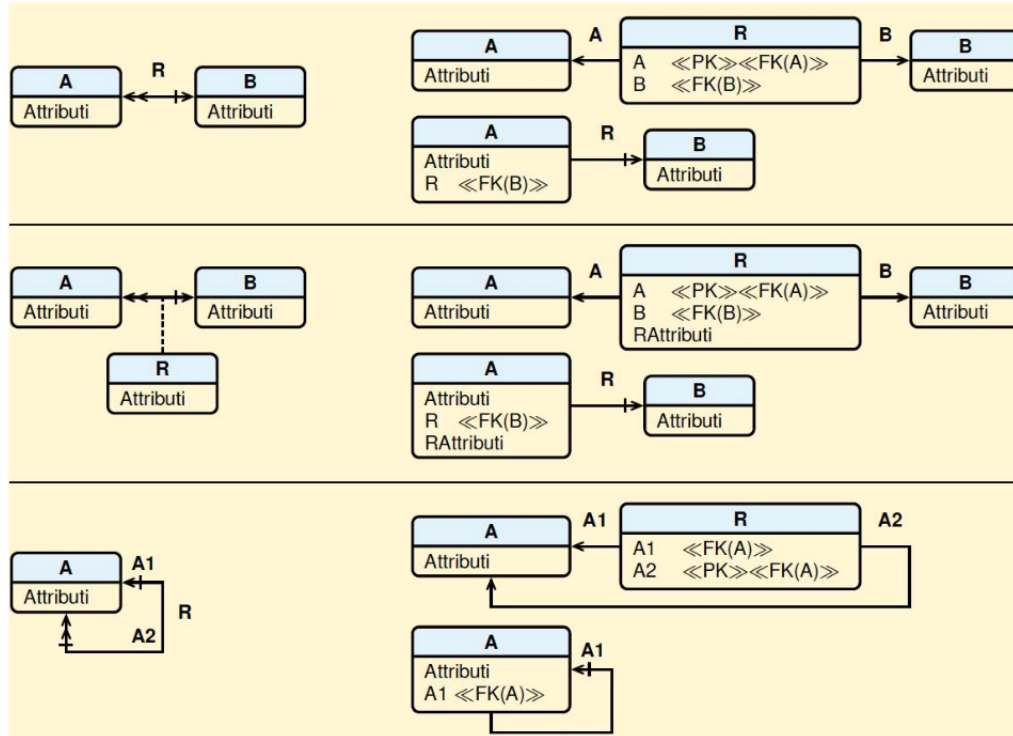 A
Attributi
R
B
Attributi
A
Attributi
A
R
A ≪PK≫≪FK(A)≫
B ≪FK(B)≫
B
B
Attributi
A
Attributi
R ≪FK(B)≫
R
B
Attributi
A
Attributi
B
Attributi
R
Attributi
A
Attributi
A
R
A ≪PK≫≪FK(A)≫
B ≪FK(B)≫
RAttributi
B
B
Attributi
A
Attributi
R ≪FK(B)≫
RAttributi
R
B
Attributi
A
Attributi
A1
R
A2
A
Attributi
A1
R
A1 ≪FK(A)≫
A2 ≪PK≫≪FK(A)≫
A2
A
Attributi
A1 ≪FK(A)≫
A1